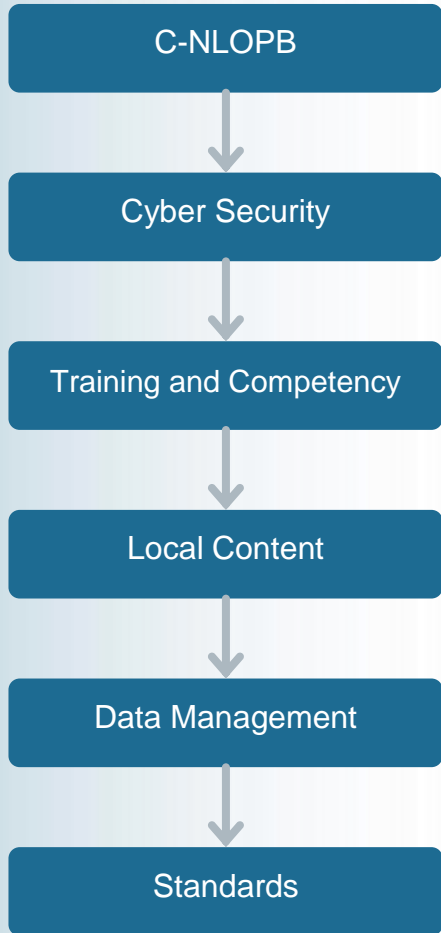 C-NLOPB
Cyber Security
Training and Competency
Local Content
Data Management
Standards